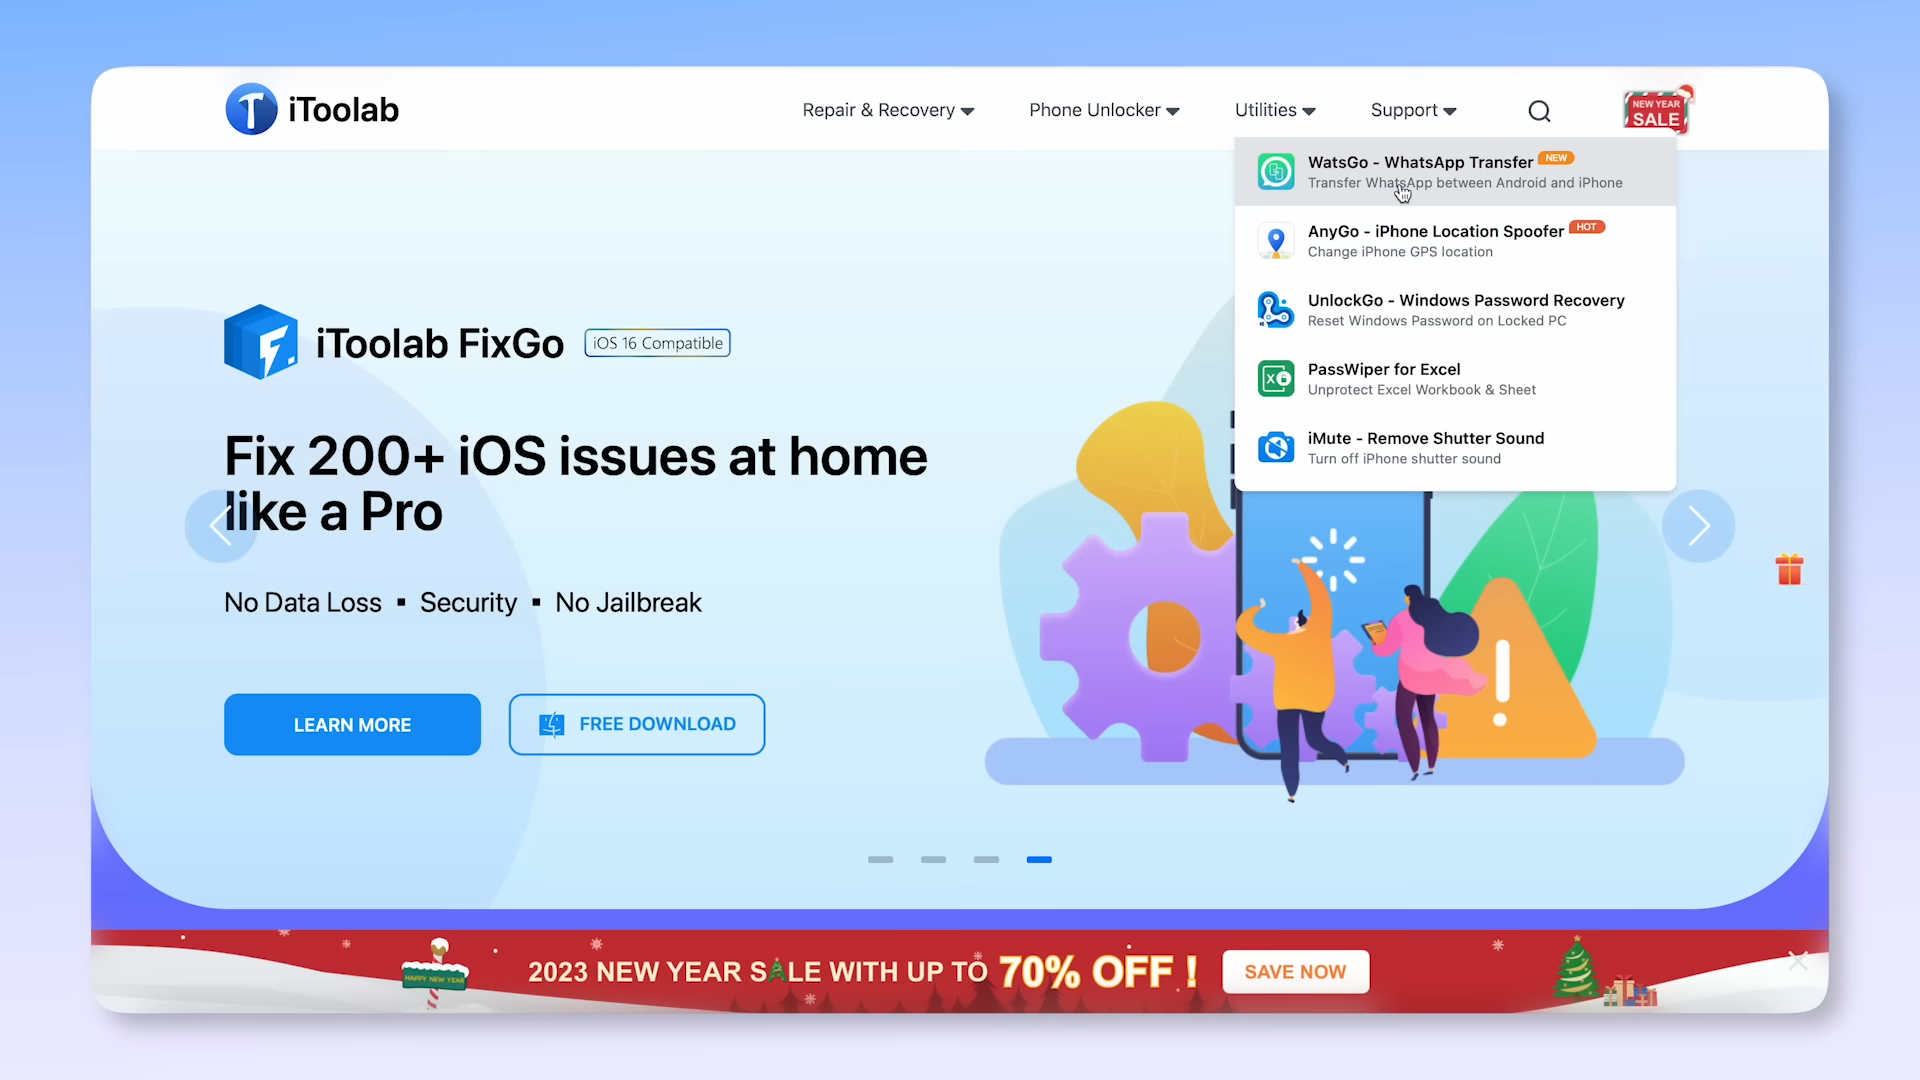 iToolab
Repair & Recovery
Phone Unlocker
Utilities
Support
NEW YEAR
SALE
WatsGo - WhatsApp Transfer NEW
Transfer WhatsApp between Android and iPhone
AnyGo - iPhone Location Spoofer HOT
Change iPhone GPS location
UnlockGo - Windows Password Recovery
Reset Windows Password on Locked PC
PassWiper for Excel
Unprotect Excel Workbook & Sheet
iMute - Remove Shutter Sound
Turn off iPhone shutter sound
iToolab FixGo iOS 16 Compatible
Fix 200+ iOS issues at home
like a Pro
No Data Loss ▪ Security ▪ No Jailbreak
LEARN MORE
FREE DOWNLOAD
HAPPY NEW YEAR
2023 NEW YEAR SALE WITH UP TO 70% OFF !
SAVE NOW